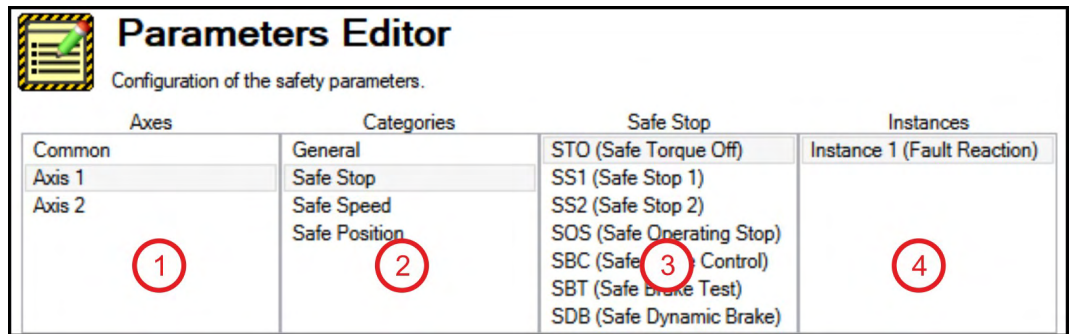 Parameters Editor
Configuration of the safety parameters.
Axes Categories Safe Stop Instances
Common General STO (Safe Torque Off) Instance 1 (Fault Reaction)
Axis 1 Safe Stop SS1 (Safe Stop 1)
Axis 2 Safe Speed SS2 (Safe Stop 2)
Safe Position SOS (Safe Operating Stop)
SBC (Safe Control)
SBT (Safe Brake Test)
SDB (Safe Dynamic Brake)
1 2 3 4